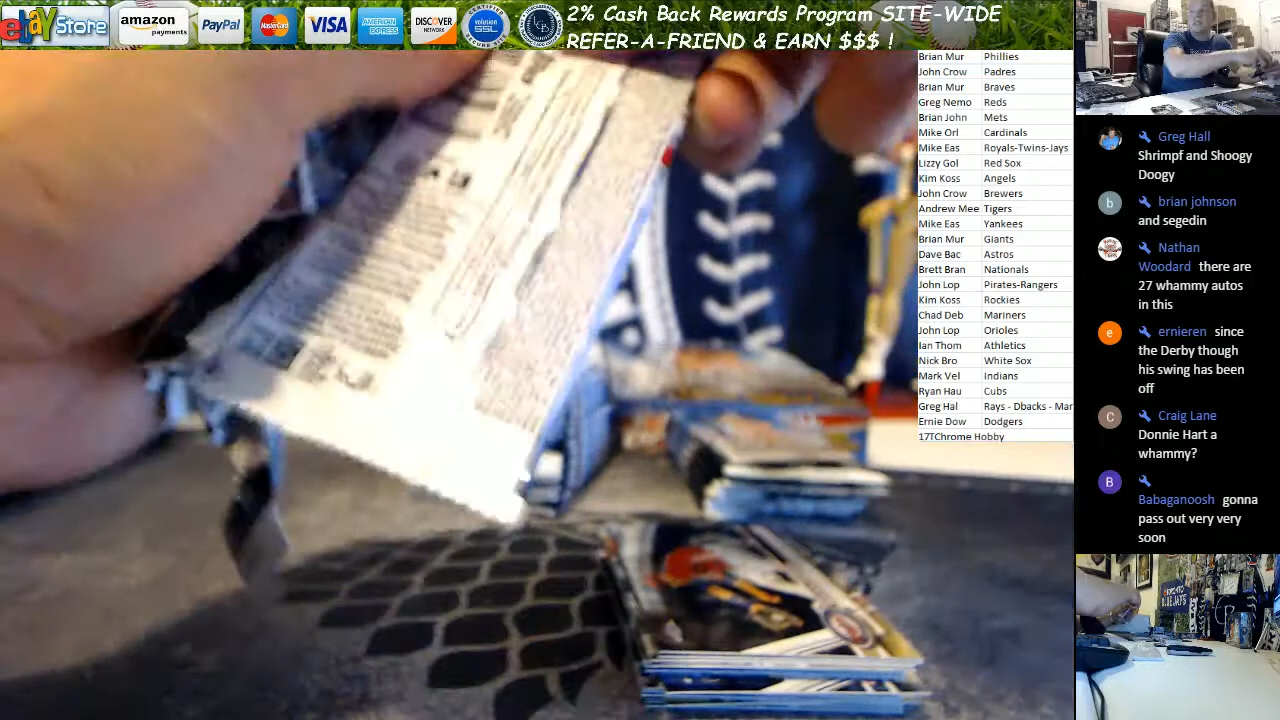 ebay Store
amazon payments
PayPal
MasterCard
VISA
AMERICAN EXPRESS
DISCOVER NETWORK
2% Cash Back Rewards Program SITE-WIDE
REFER-A-FRIEND & EARN $$$ !
Brian Mur Phillies
John Crow Padres
Brian Mur Braves
Greg Nemo Reds
Brian John Mets
Mike Orl Cardinals
Mike Eas Royals-Twins-Jays
Lizzy Gol Red Sox
Kim Koss Angels
John Crow Brewers
Andrew Mee Tigers
Mike Eas Yankees
Brian Mur Giants
Dave Bac Astros
Brett Bran Nationals
John Lop Pirates-Rangers
Kim Koss Rockies
Chad Deb Mariners
John Lop Orioles
Ian Thom Athletics
Nick Bro White Sox
Mark Vel Indians
Ryan Hau Cubs
Greg Hal Rays - Dbacks - Mar
Ernie Dow Dodgers
17TChrome Hobby
Greg Hall
Shrimpf and Shoogy
Doogy
b brian johnson
and segedin
Nathan
Woodard there are
27 whammy autos
in this
e ernieren since
the Derby though
his swing has been
off
C Craig Lane
Donnie Hart a
whammy?
B
Babaganoosh gonna
pass out very very
soon